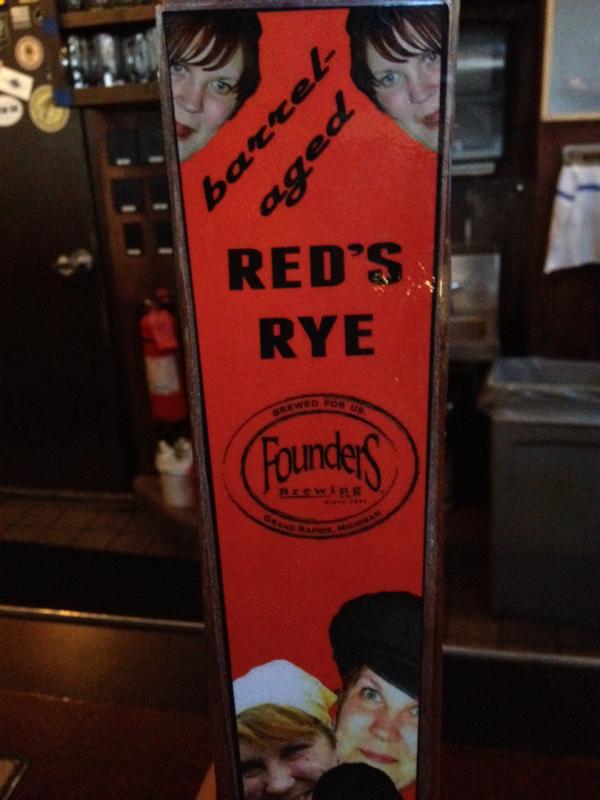 barrel-
aged
RED'S
RYE
BREWED FOR US.
Founders
Brewing
Since 1997
GRAND RAPIDS, MICHIGAN